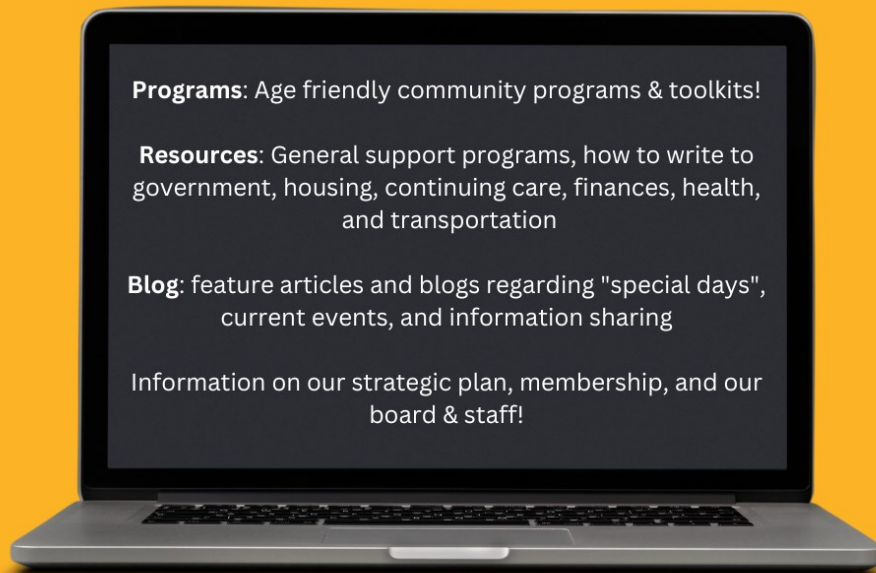 Programs: Age friendly community programs & toolkits!
Resources: General support programs, how to write to
government, housing, continuing care, finances, health,
and transportation
Blog: feature articles and blogs regarding "special days",
current events, and information sharing
Information on our strategic plan, membership, and our
board & staff!